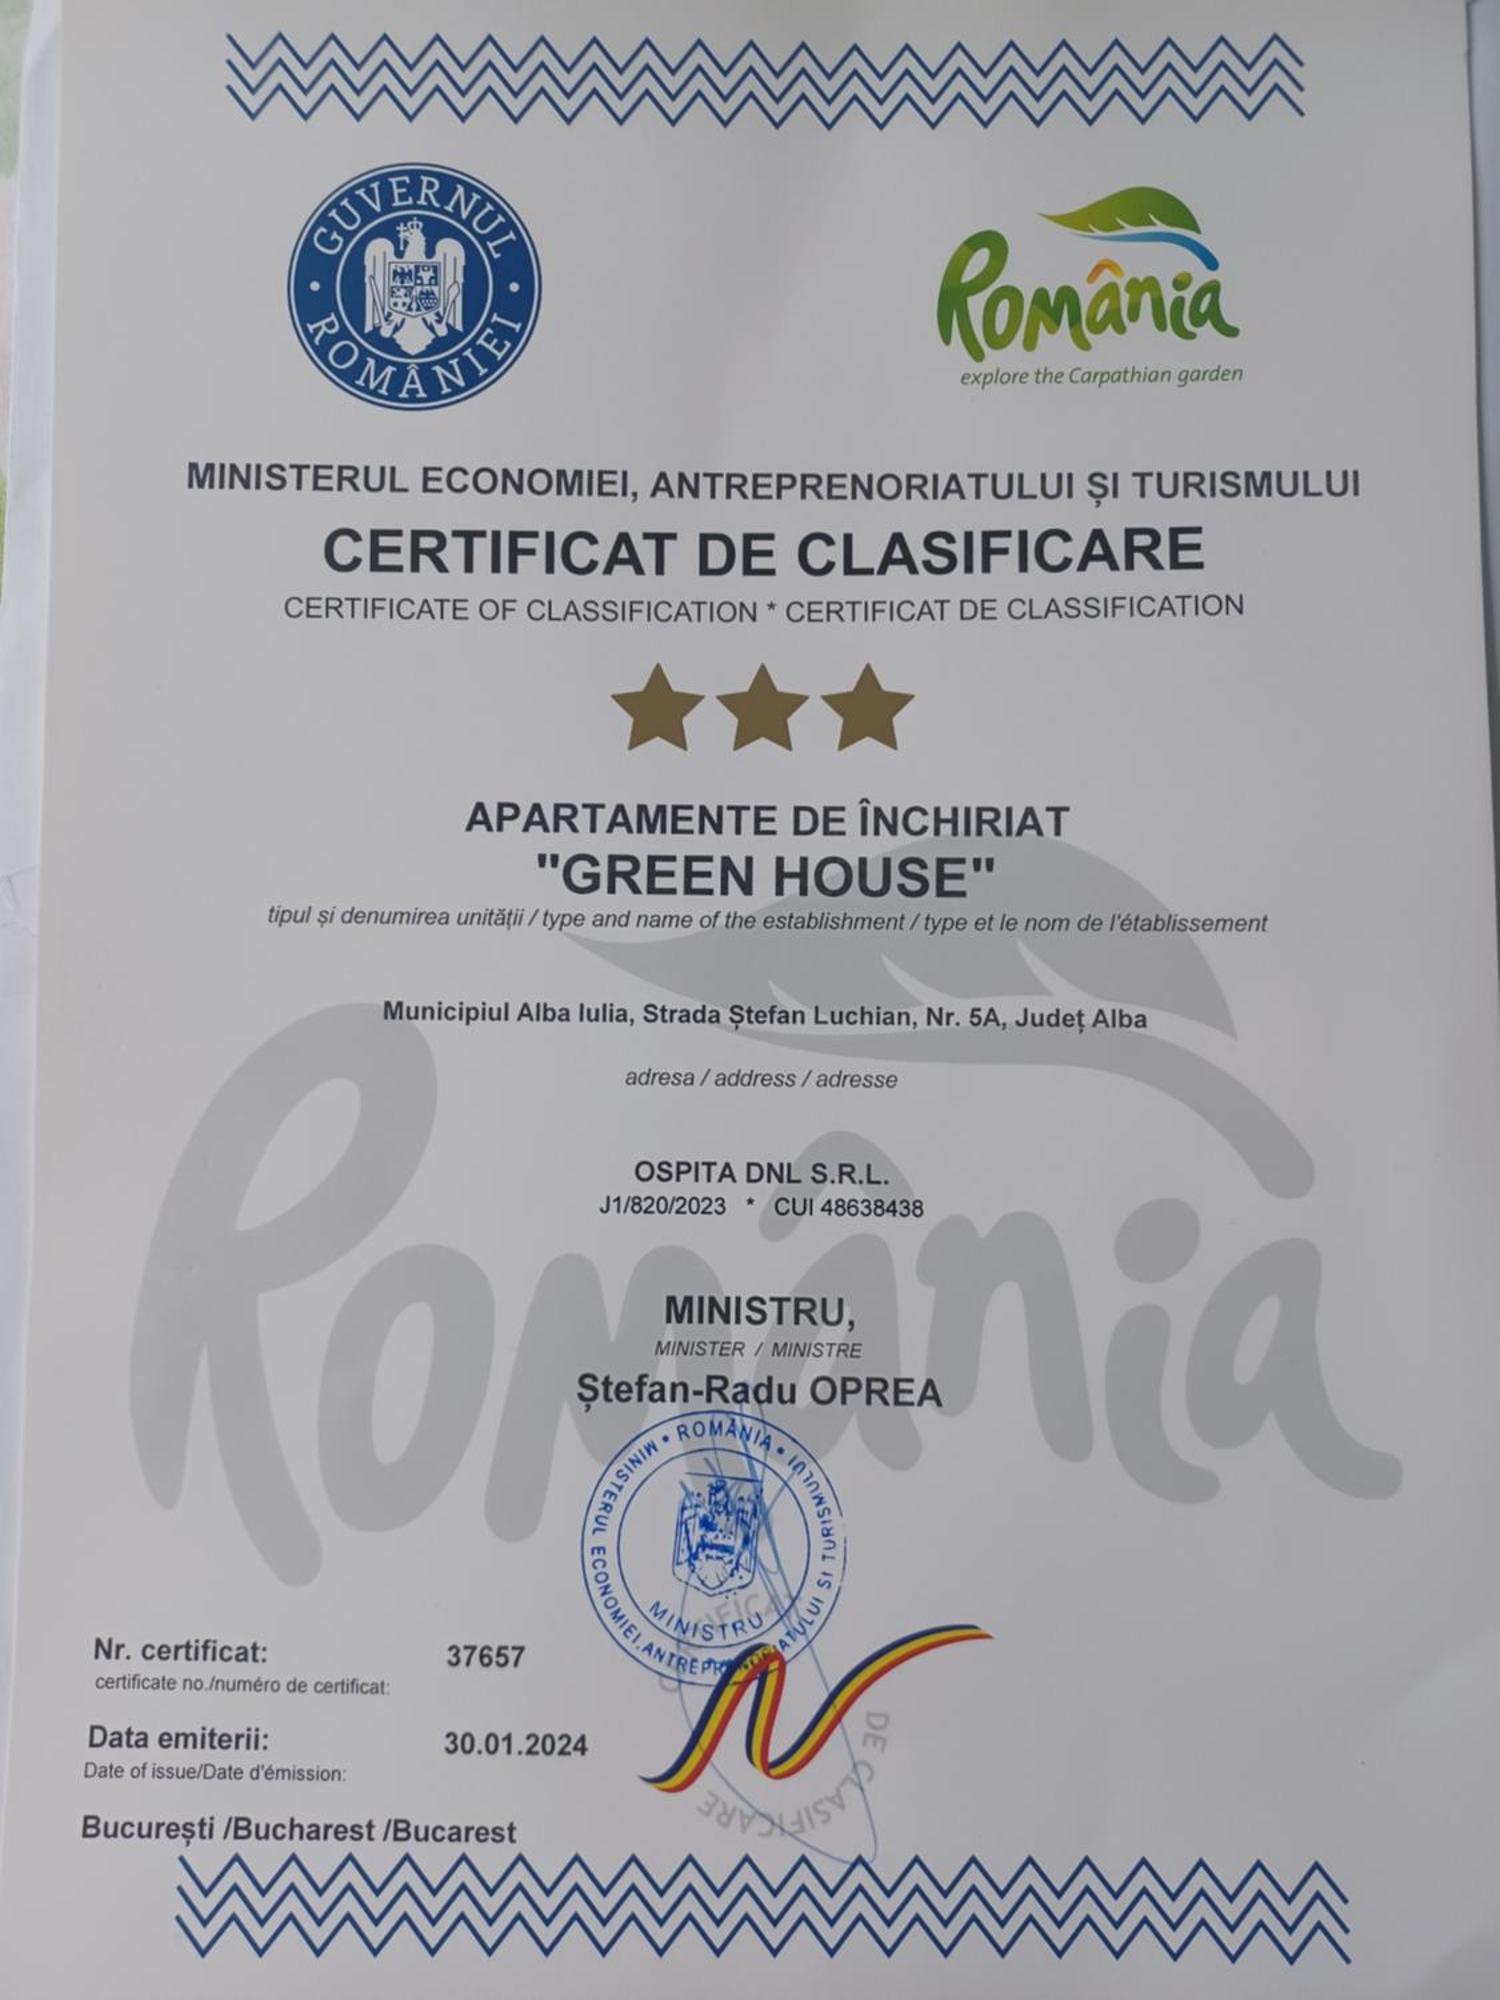 GUVERNUL ROMÂNIEI
România
explore the Carpathian garden
MINISTERUL ECONOMIEI, ANTREPRENORIATULUI ȘI TURISMULUI
CERTIFICAT DE CLASIFICARE
CERTIFICATE OF CLASSIFICATION * CERTIFICAT DE CLASSIFICATION
APARTAMENTE DE ÎNCHIRIAT
"GREEN HOUSE"
tipul și denumirea unității / type and name of the establishment / type et le nom de l'établissement
Municipiul Alba Iulia, Strada Ștefan Luchian, Nr. 5A, Județ Alba
adresa / address / adresse
OSPITA DNL S.R.L.
J1/820/2023 * CUI 48638438
România
MINISTRU,
MINISTER / MINISTRE
Ștefan-Radu OPREA
ROMÂNIA • MINISTERUL ECONOMIEI, ANTREPRENORIATULUI SI TURISMULUI •
MINISTRU
DE CLASIFICARE
Nr. certificat: 37657
certificate no./numéro de certificat:
Data emiterii: 30.01.2024
Date of issue/Date d'émission:
București /Bucharest /Bucarest